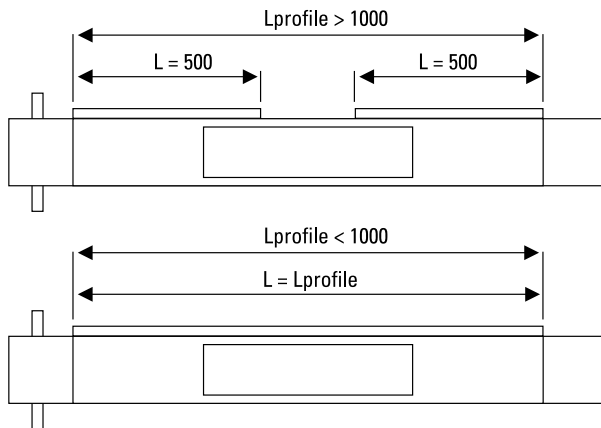 Lprofile > 1000
L = 500
L = 500
Lprofile < 1000
L = Lprofile